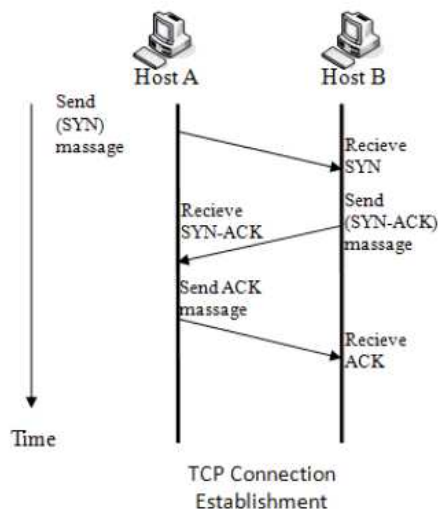 Host A
Host B
Send
(SYN)
massage
Recieve
SYN
Send
(SYN-ACK)
massage
Recieve
SYN-ACK
Send ACK
massage
Recieve
ACK
Time
TCP Connection
Establishment